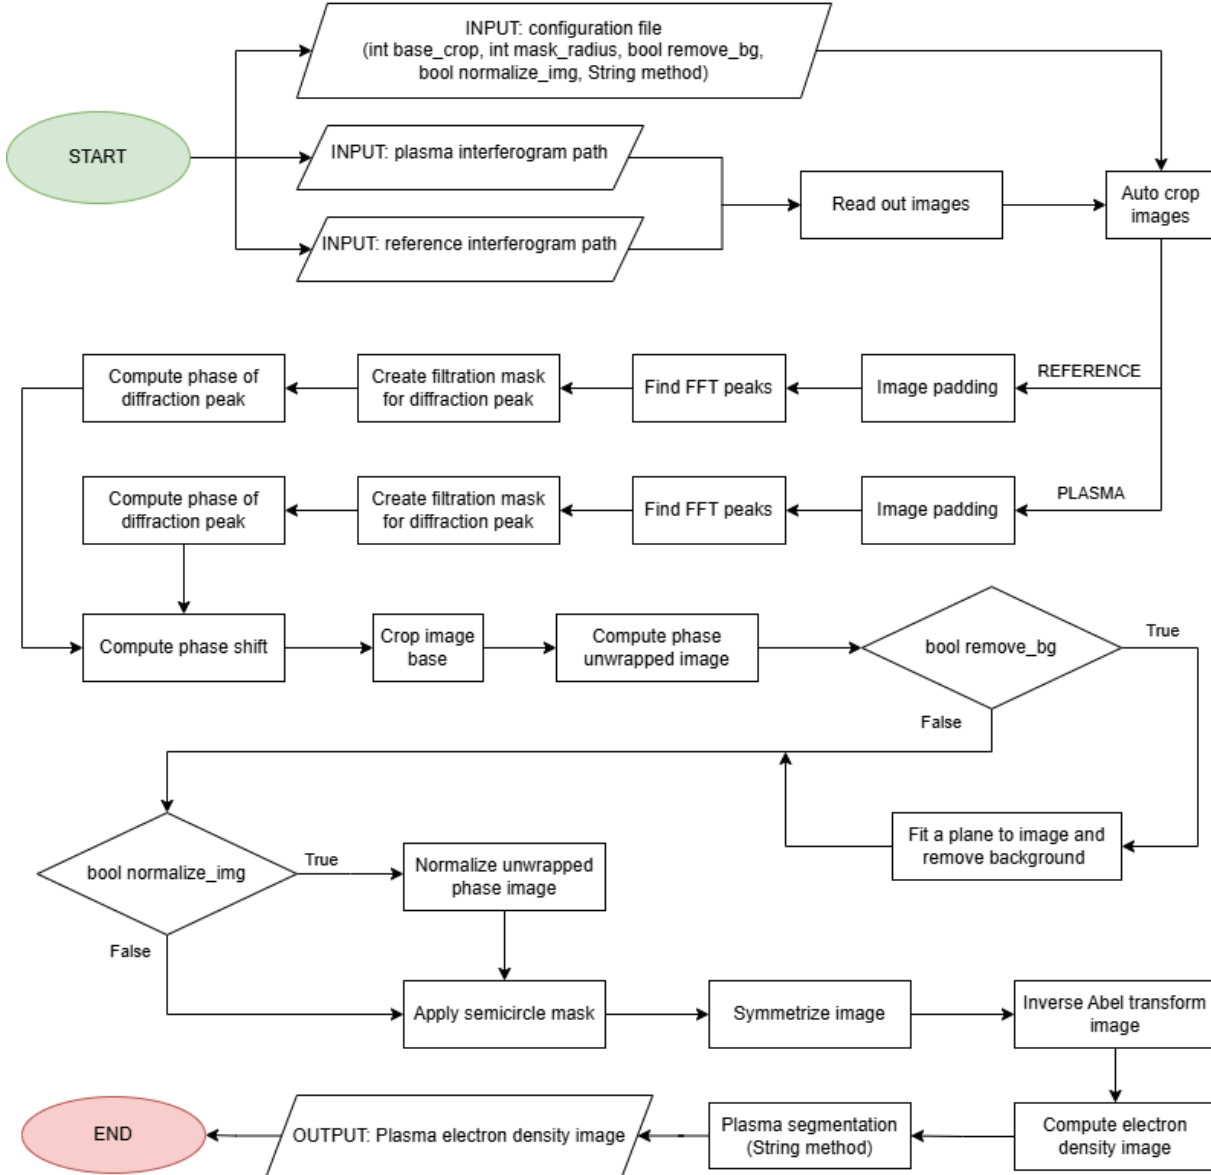 INPUT: configuration file
(int base_crop, int mask_radius, bool remove_bg,
bool normalize_img, String method)
START
INPUT: plasma interferogram path
INPUT: reference interferogram path
Read out images
Auto crop
images
REFERENCE
Image padding
Find FFT peaks
Create filtration mask
for diffraction peak
Compute phase of
diffraction peak
PLASMA
Image padding
Find FFT peaks
Create filtration mask
for diffraction peak
Compute phase of
diffraction peak
Compute phase shift
Crop image
base
Compute phase
unwrapped image
bool remove_bg
True
False
Fit a plane to image and
remove background
bool normalize_img
True
Normalize unwrapped
phase image
False
Apply semicircle mask
Symmetrize image
Inverse Abel transform
image
Compute electron
density image
Plasma segmentation
(String method)
OUTPUT: Plasma electron density image
END